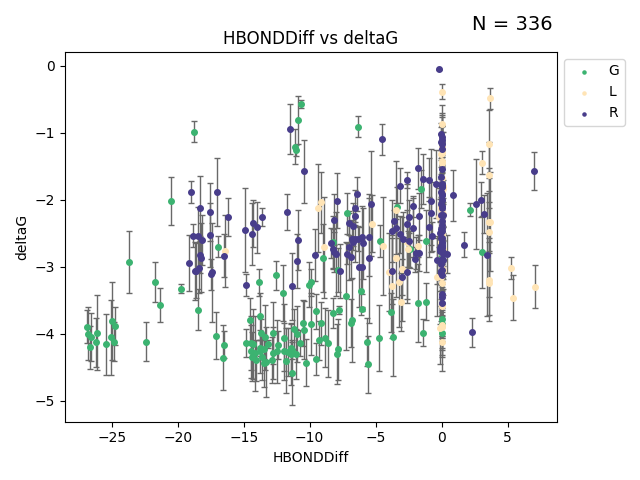 N = 336
HBONDDiff vs deltaG
G
L
R
deltaG
0
−1
−2
−3
−4
−5
−25
−20
−15
−10
−5
0
5
HBONDDiff